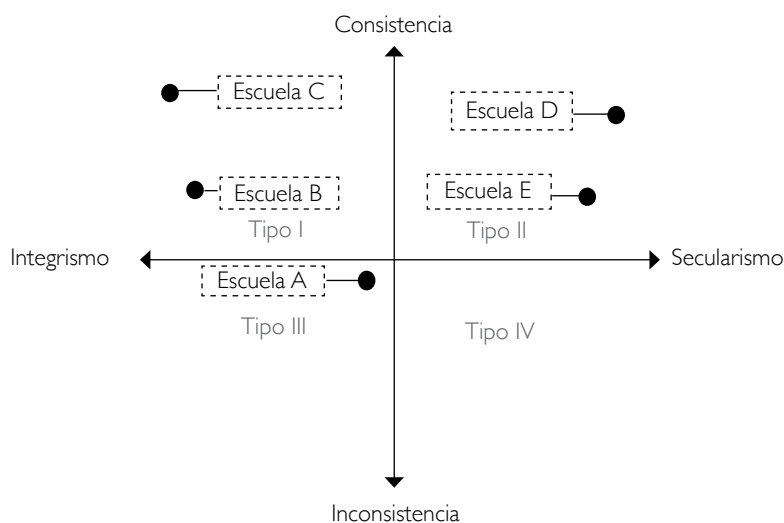 Consistencia
Escuela C
Escuela D
Escuela B
Escuela E
Tipo I
Tipo II
Integrismo
Secularismo
Escuela A
Tipo III
Tipo IV
Inconsistencia